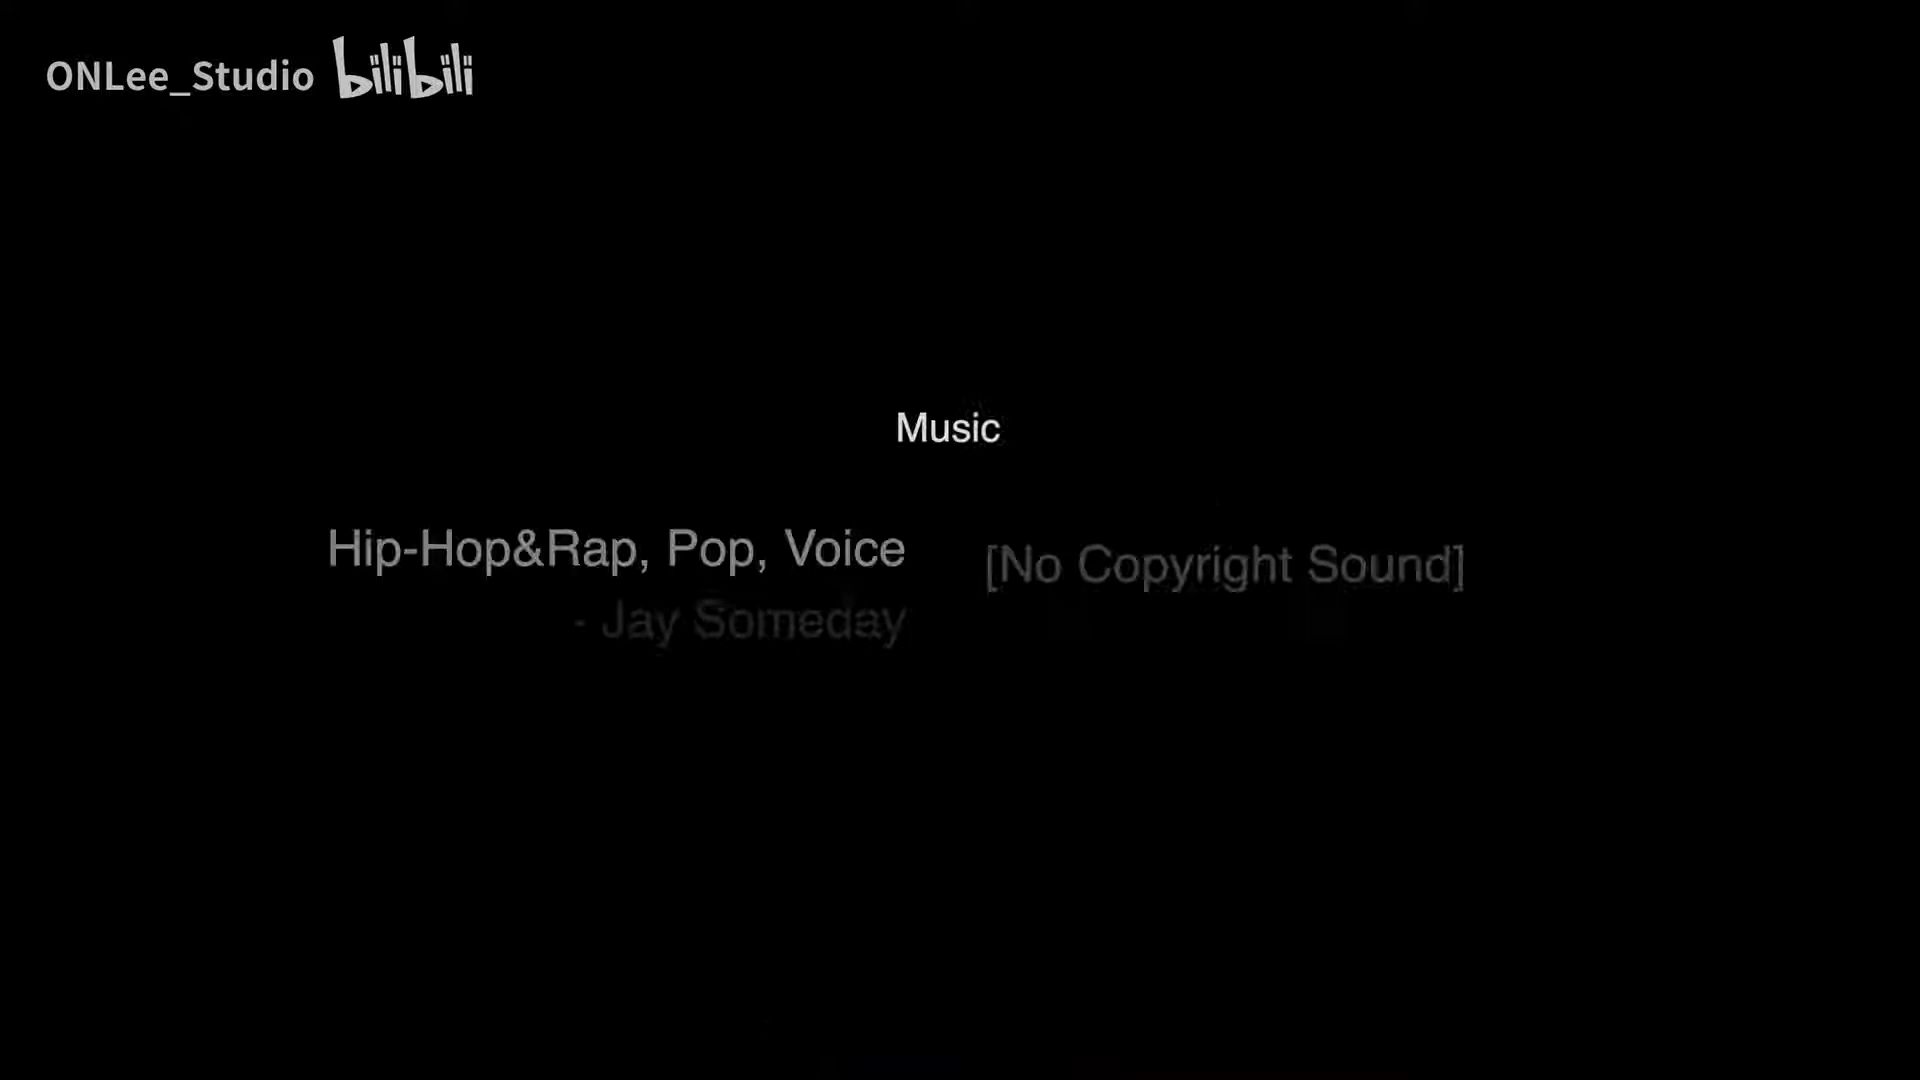 ONLee_Studio bilibili
Music
Hip-Hop&Rap, Pop, Voice
- Jay Someday
[No Copyright Sound]